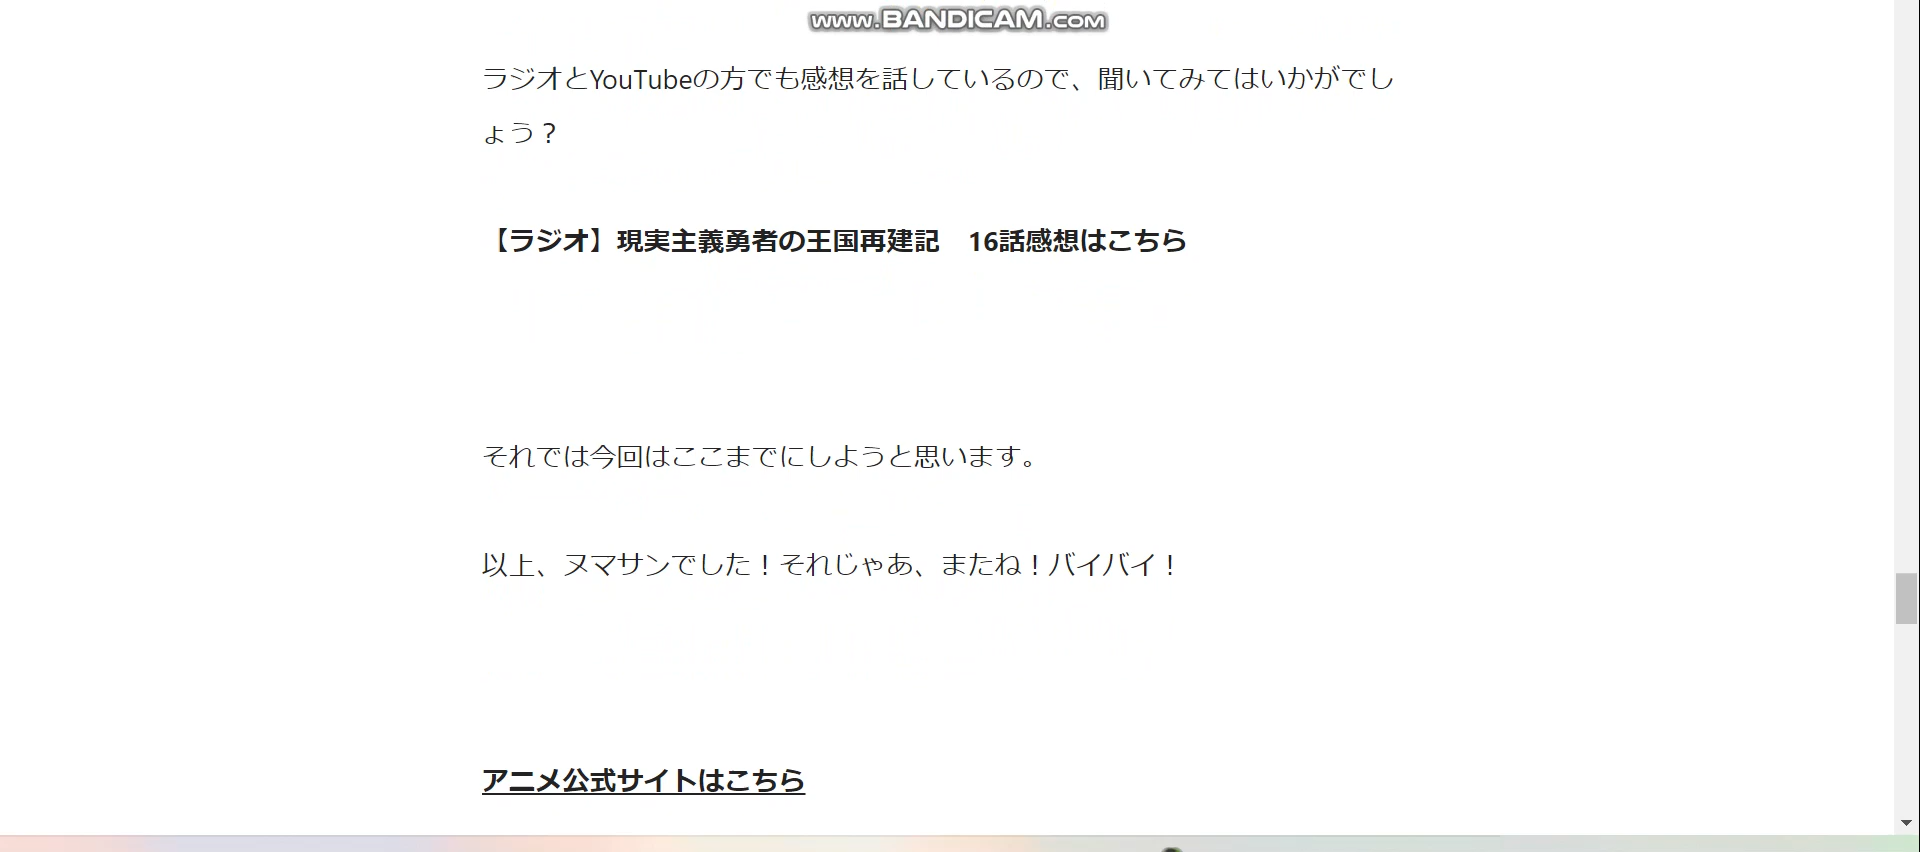 www.BANDICAM.com
ラジオとYouTubeの方でも感想を話しているので、聞いてみてはいかがでし
ょう？
【ラジオ】現実主義勇者の王国再建記　16話感想はこちら
それでは今回はここまでにしようと思います。
以上、ヌマサンでした！それじゃあ、またね！バイバイ！
アニメ公式サイトはこちら